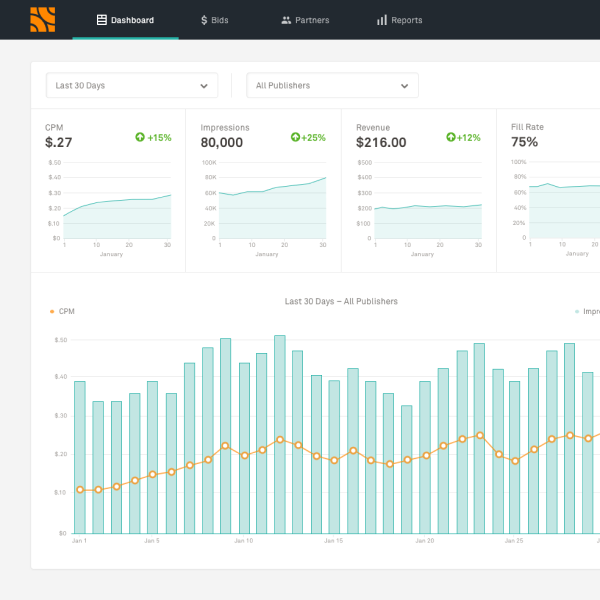 Dashboard
Bids
Partners
Reports
Last 30 Days
All Publishers
CPM
$.27
+15%
$.50
$.40
$.30
$.20
$.10
$0
1 10 20 30
January
Impressions
80,000
+25%
100K
80K
60K
40K
20K
0
1 10 20 30
January
Revenue
$216.00
+12%
$500
$400
$300
$200
$100
$0
1 10 20 30
January
Fill Rate
75%
100%
80%
60%
40%
20%
0
1 10 20
January
Last 30 Days – All Publishers
CPM
Impre
$.50
$.40
$.30
$.20
$.10
$0
Jan 1 Jan 5 Jan 10 Jan 15 Jan 20 Jan 25